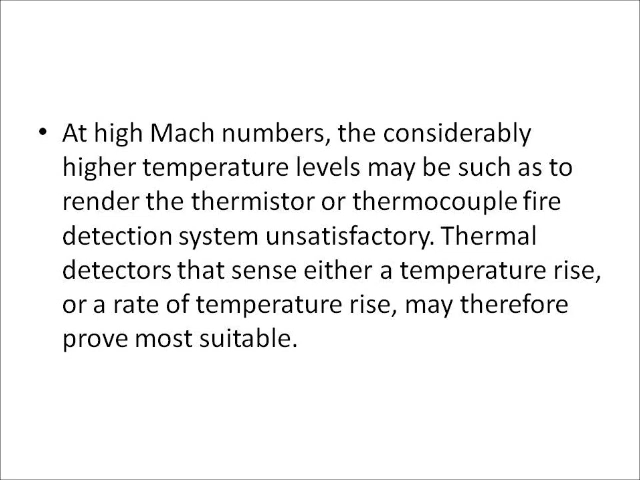 • At high Mach numbers, the considerably
higher temperature levels may be such as to
render the thermistor or thermocouple fire
detection system unsatisfactory. Thermal
detectors that sense either a temperature rise,
or a rate of temperature rise, may therefore
prove most suitable.